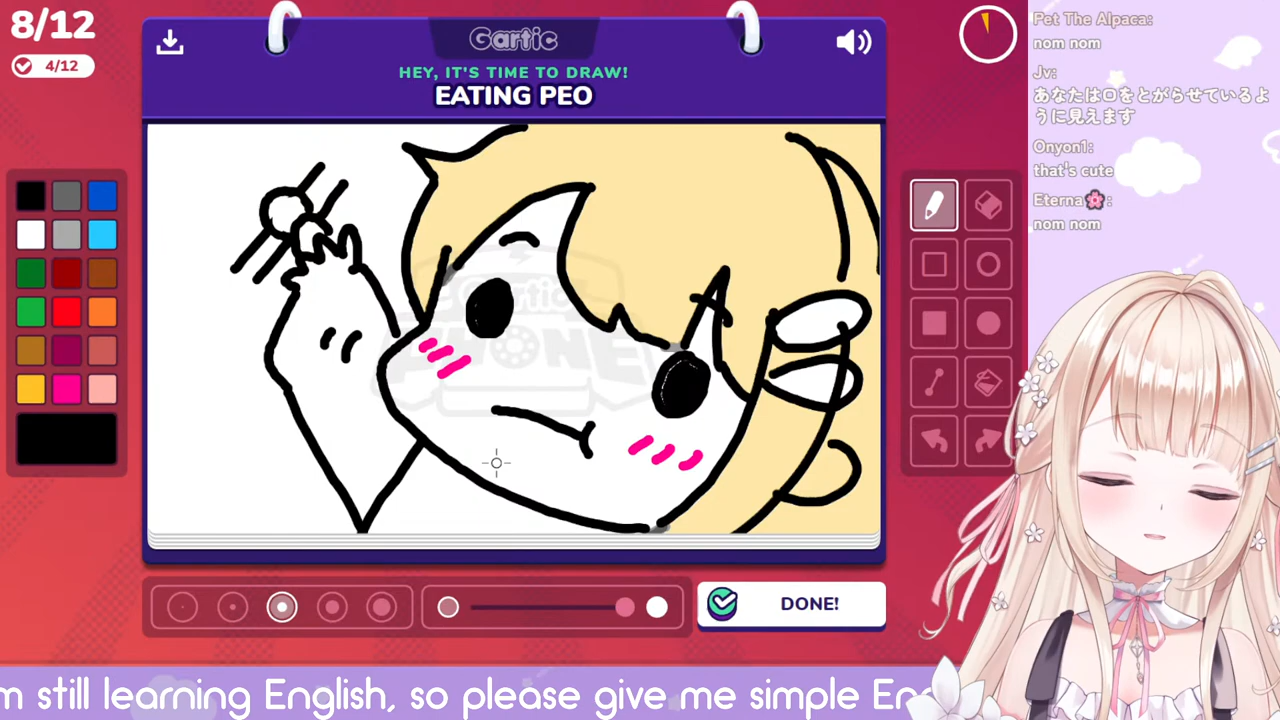 8/12
4/12
Gartic
HEY, IT'S TIME TO DRAW!
EATING PEO
Gartic
PHONE
DONE!
Pet The Alpaca:
nom nom
Jv:
あなたは口をとがらせているよ
うに見えます
Onyon1:
that's cute
Eterna🌸:
nom nom
m still learning English, so please give me simple En